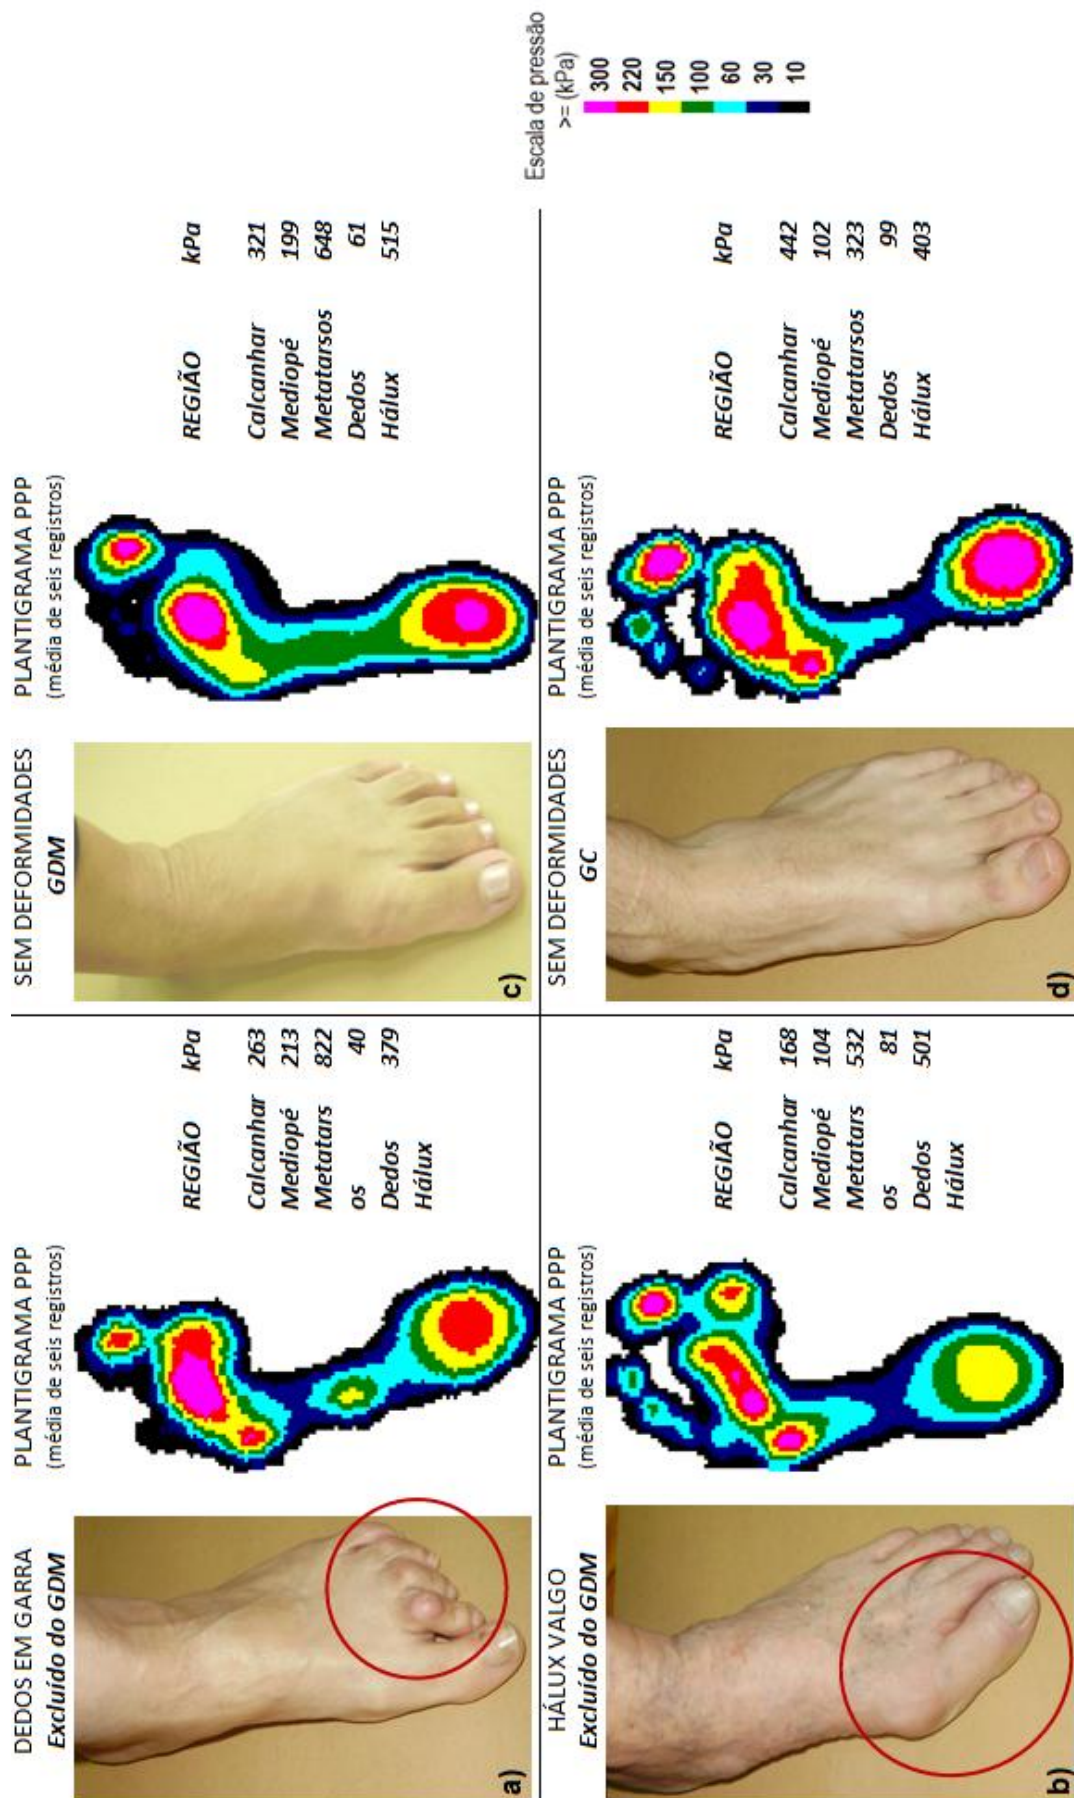 DEDOS EM GARRA
Excluído do GDM
PLANTIGRAMA PPP
(média de seis registros)
REGIÃO kPa
Calcanhar 263
Mediopé 213
Metatars 822
os 40
Dedos 379
Hálux
a)
SEM DEFORMIDADES
GDM
PLANTIGRAMA PPP
(média de seis registros)
REGIÃO kPa
Calcanhar 321
Mediopé 199
Metatarsos 648
Dedos 61
Hálux 515
c)
HÁLUX VALGO
Excluído do GDM
PLANTIGRAMA PPP
(média de seis registros)
REGIÃO kPa
Calcanhar 168
Mediopé 104
Metatars 532
os 81
Dedos 501
Hálux
b)
SEM DEFORMIDADES
GC
PLANTIGRAMA PPP
(média de seis registros)
REGIÃO kPa
Calcanhar 442
Mediopé 102
Metatarsos 323
Dedos 99
Hálux 403
d)
Escala de pressão
>= (kPa)
300
220
150
100
60
30
10